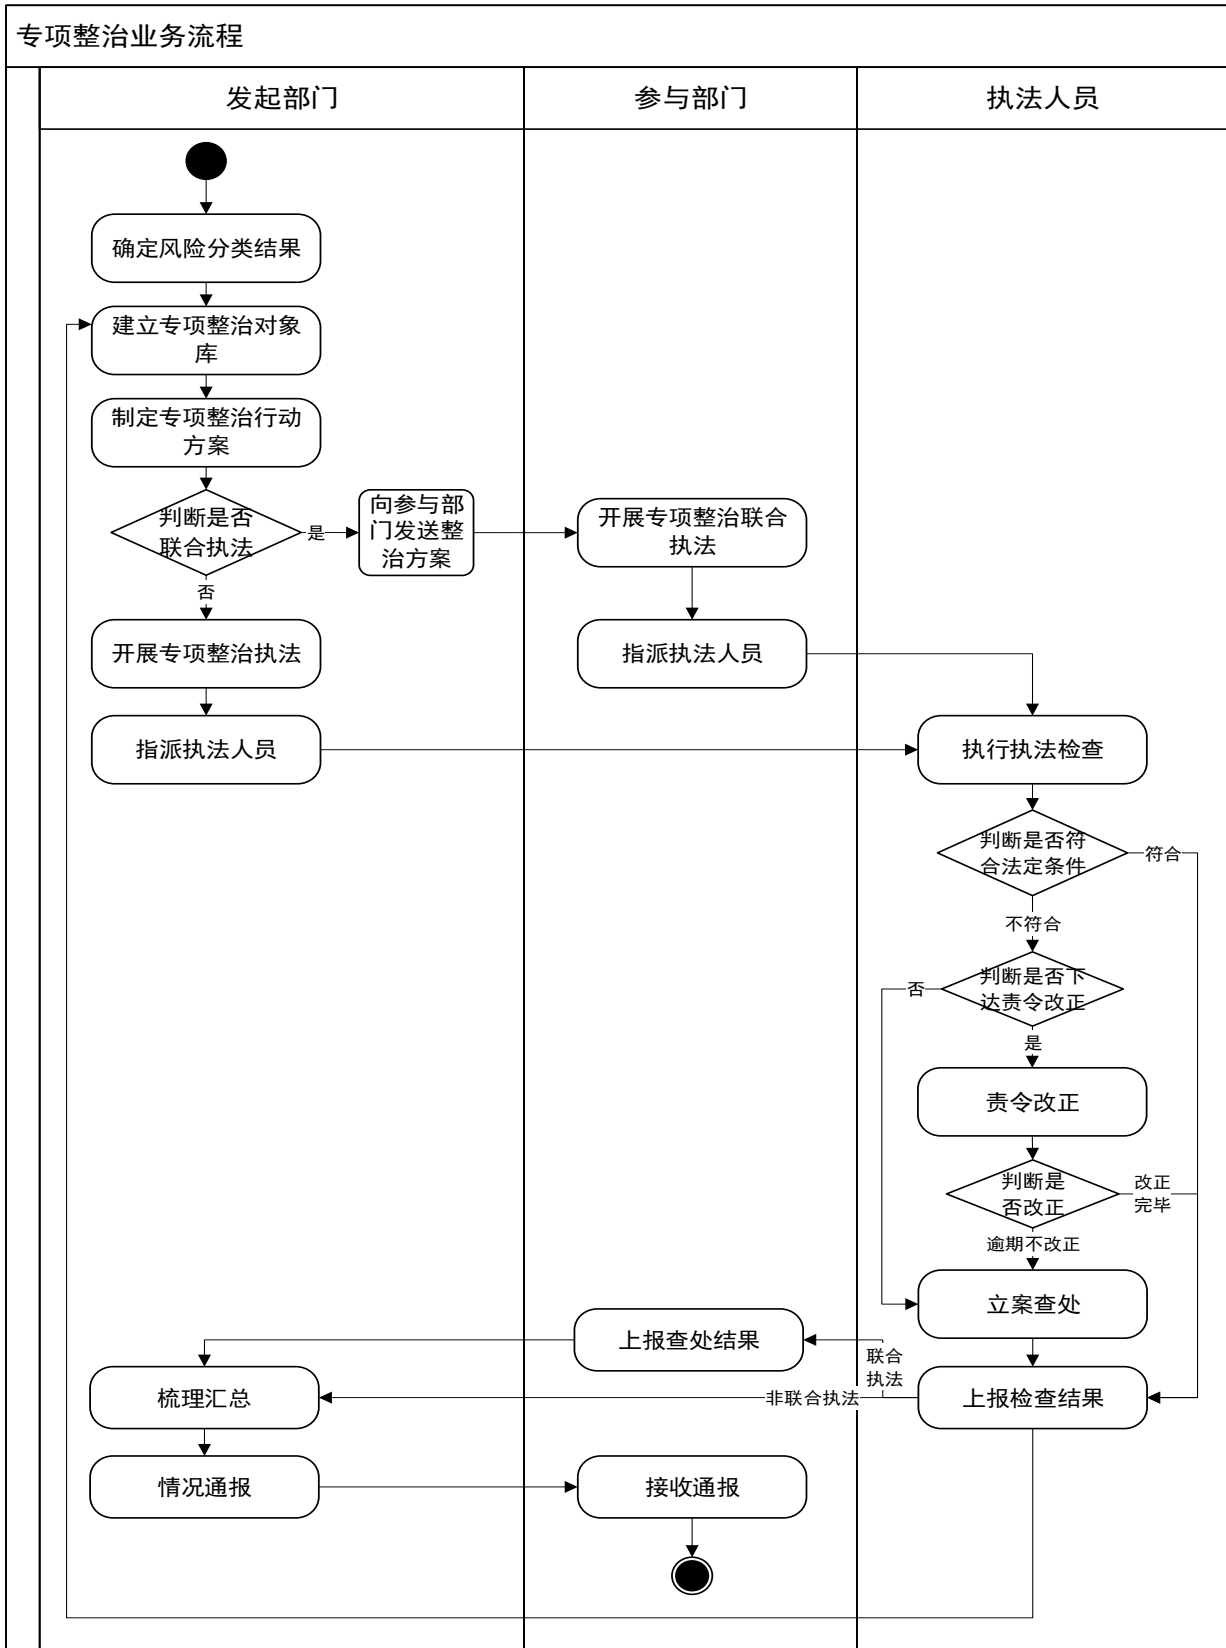 专项整治业务流程
发起部门
参与部门
执法人员
确定风险分类结果
建立专项整治对象
库
制定专项整治行动
方案
判断是否
联合执法
是
向参与部
门发送整
治方案
开展专项整治联合
执法
否
开展专项整治执法
指派执法人员
指派执法人员
执行执法检查
判断是否符
合法定条件
符合
不符合
判断是否下
达责令改正
否
是
责令改正
判断是
否改正
改正
完毕
逾期不改正
立案查处
上报查处结果
联合
执法
梳理汇总
非联合执法
上报检查结果
情况通报
接收通报